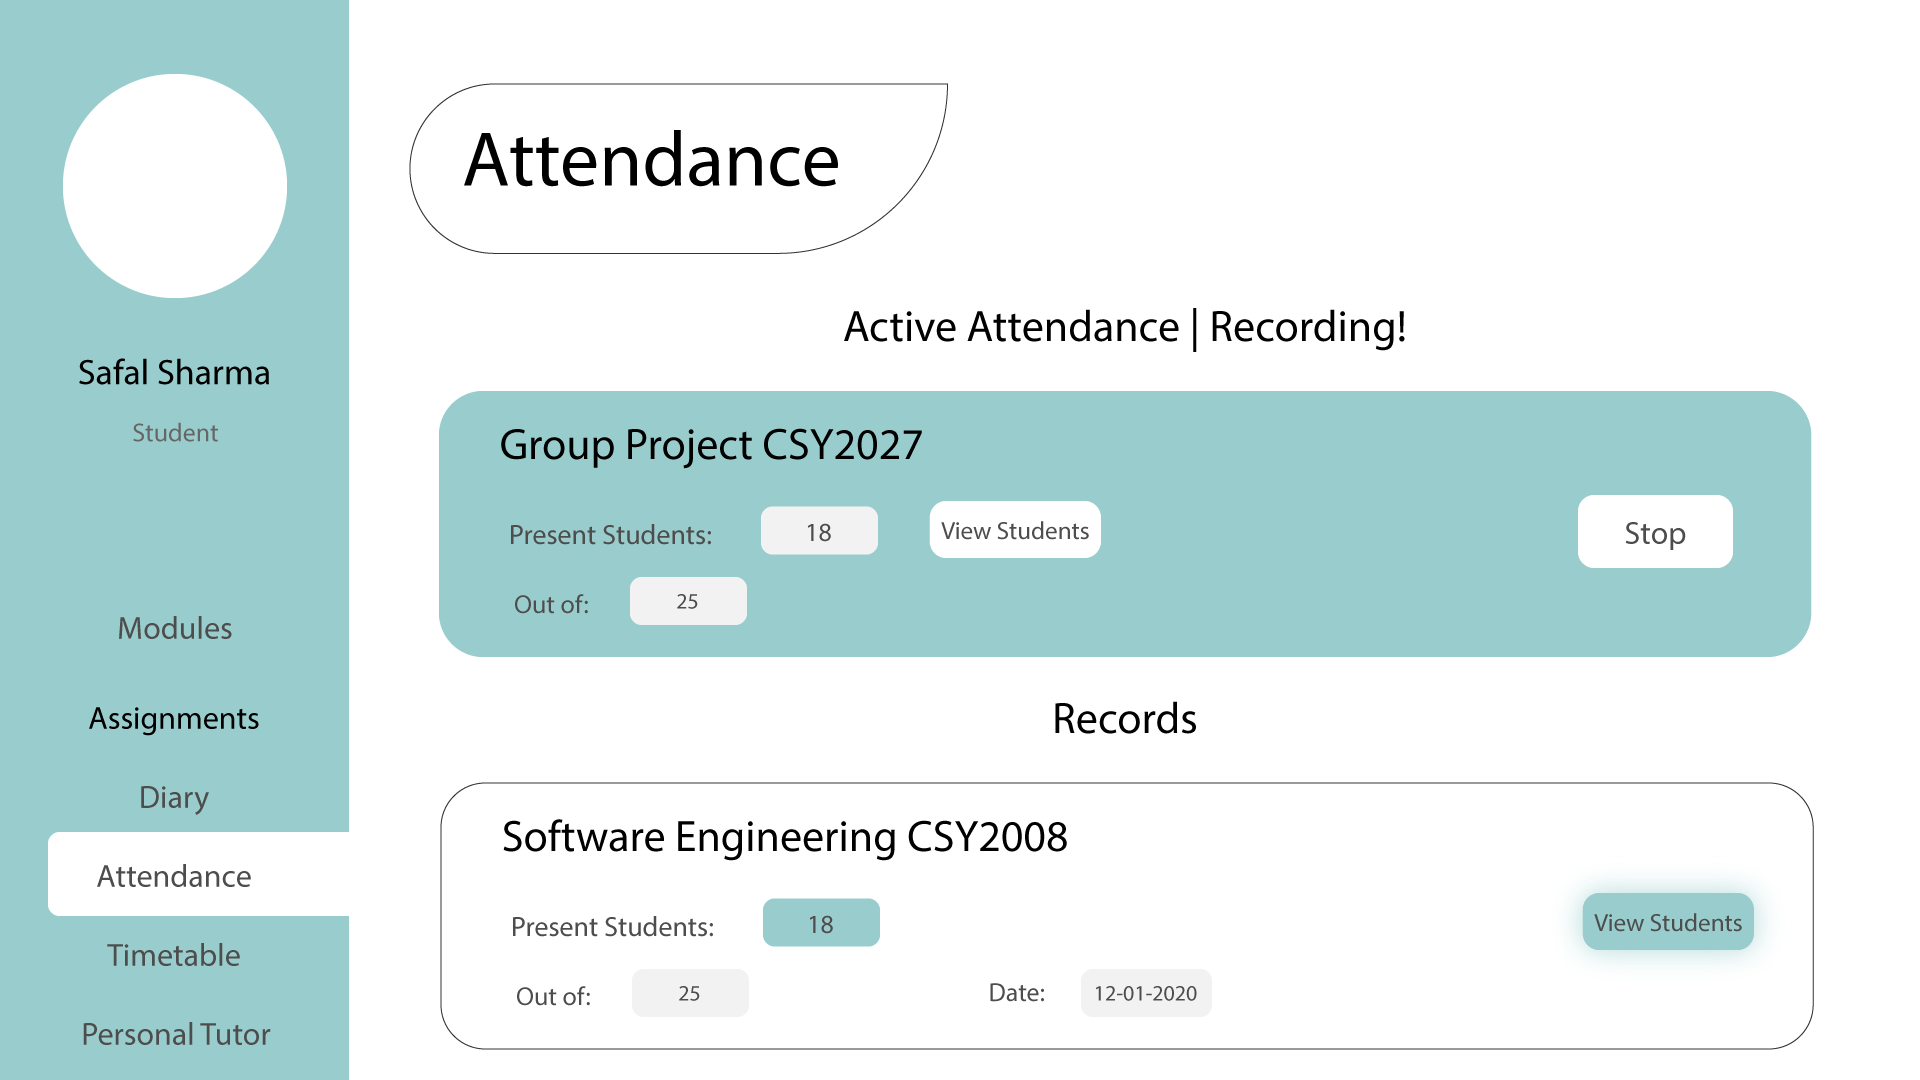 Safal Sharma
Student
Modules
Assignments
Diary
Attendance
Timetable
Personal Tutor
Attendance
Active Attendance | Recording!
Group Project CSY2027
Present Students: 18 View Students
Stop
Out of: 25
Records
Software Engineering CSY2008
Present Students: 18
View Students
Out of: 25 Date: 12-01-2020